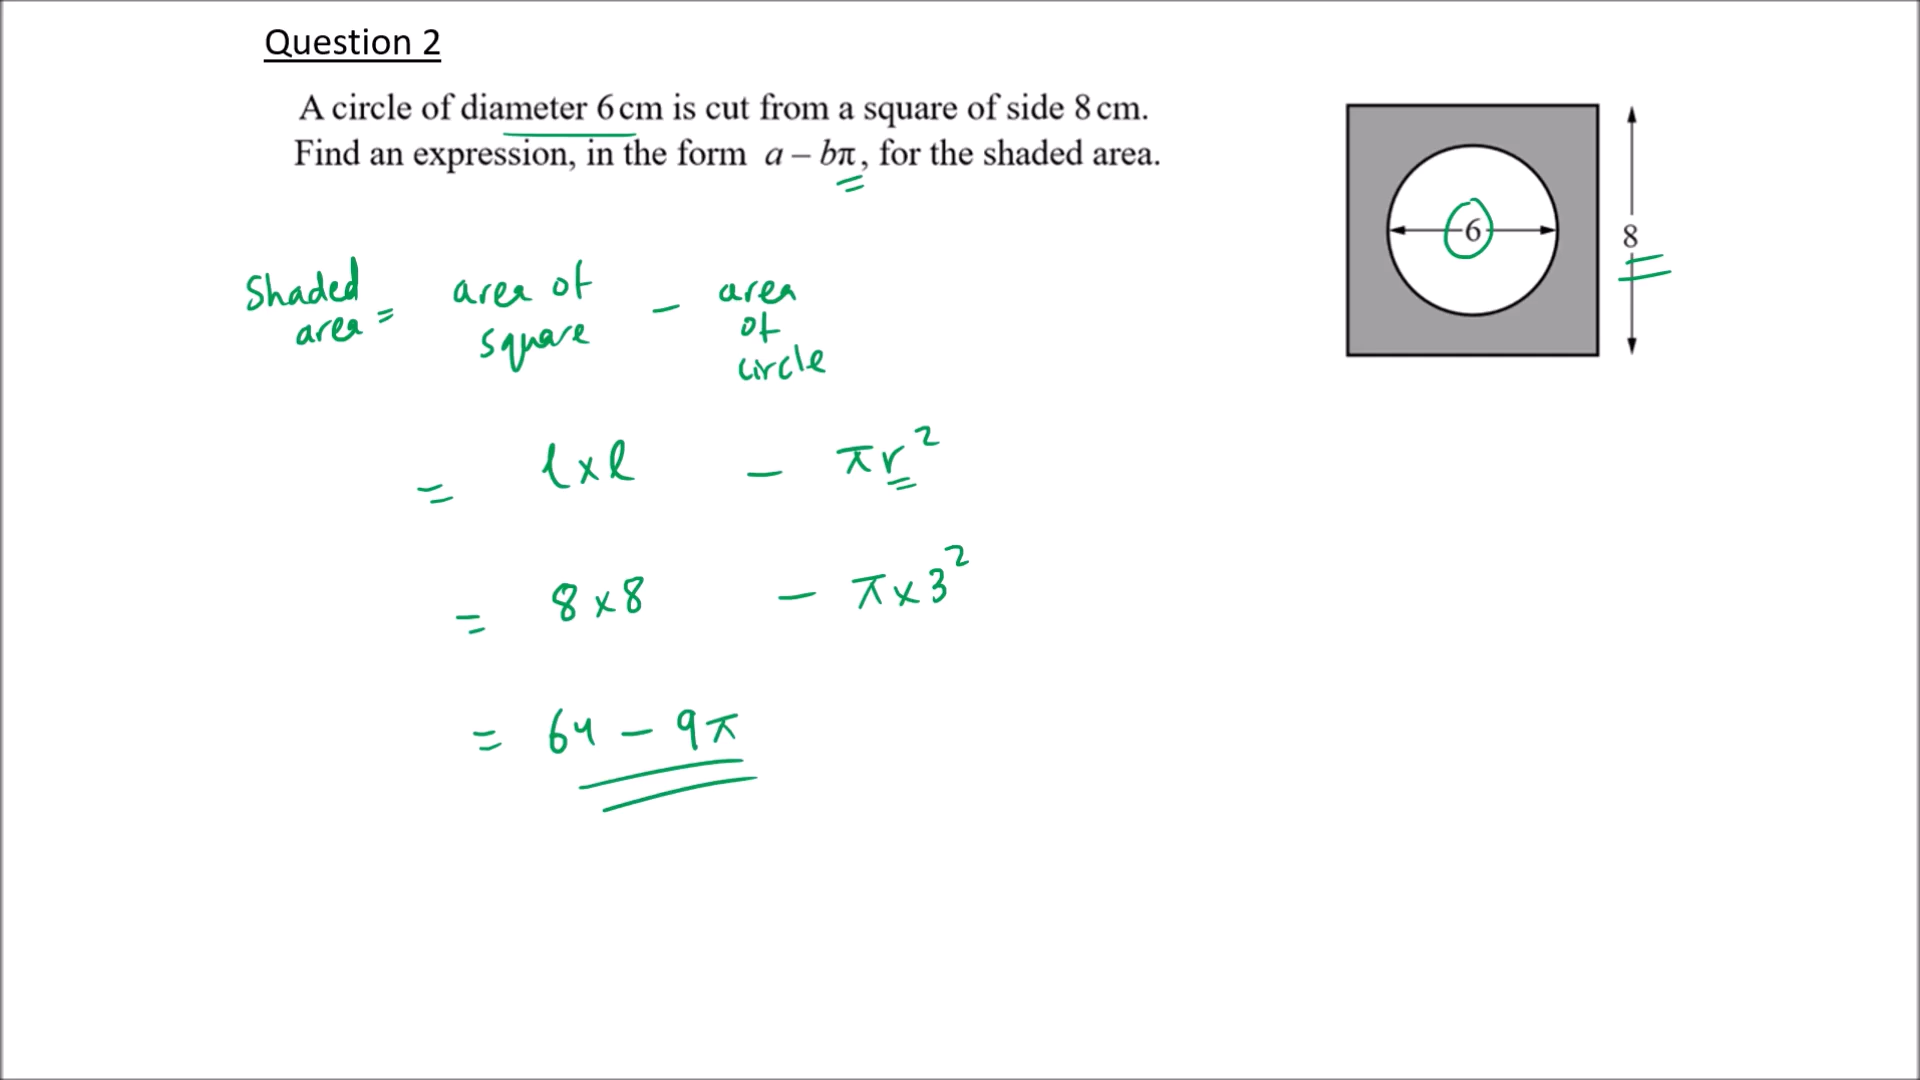 Question 2
A circle of diameter 6 cm is cut from a square of side 8 cm.
Find an expression, in the form a – bπ, for the shaded area.
6
8
Shaded area = area of square – area of circle
= l × l – πr²
= 8 × 8 – π × 3²
= 64 – 9π